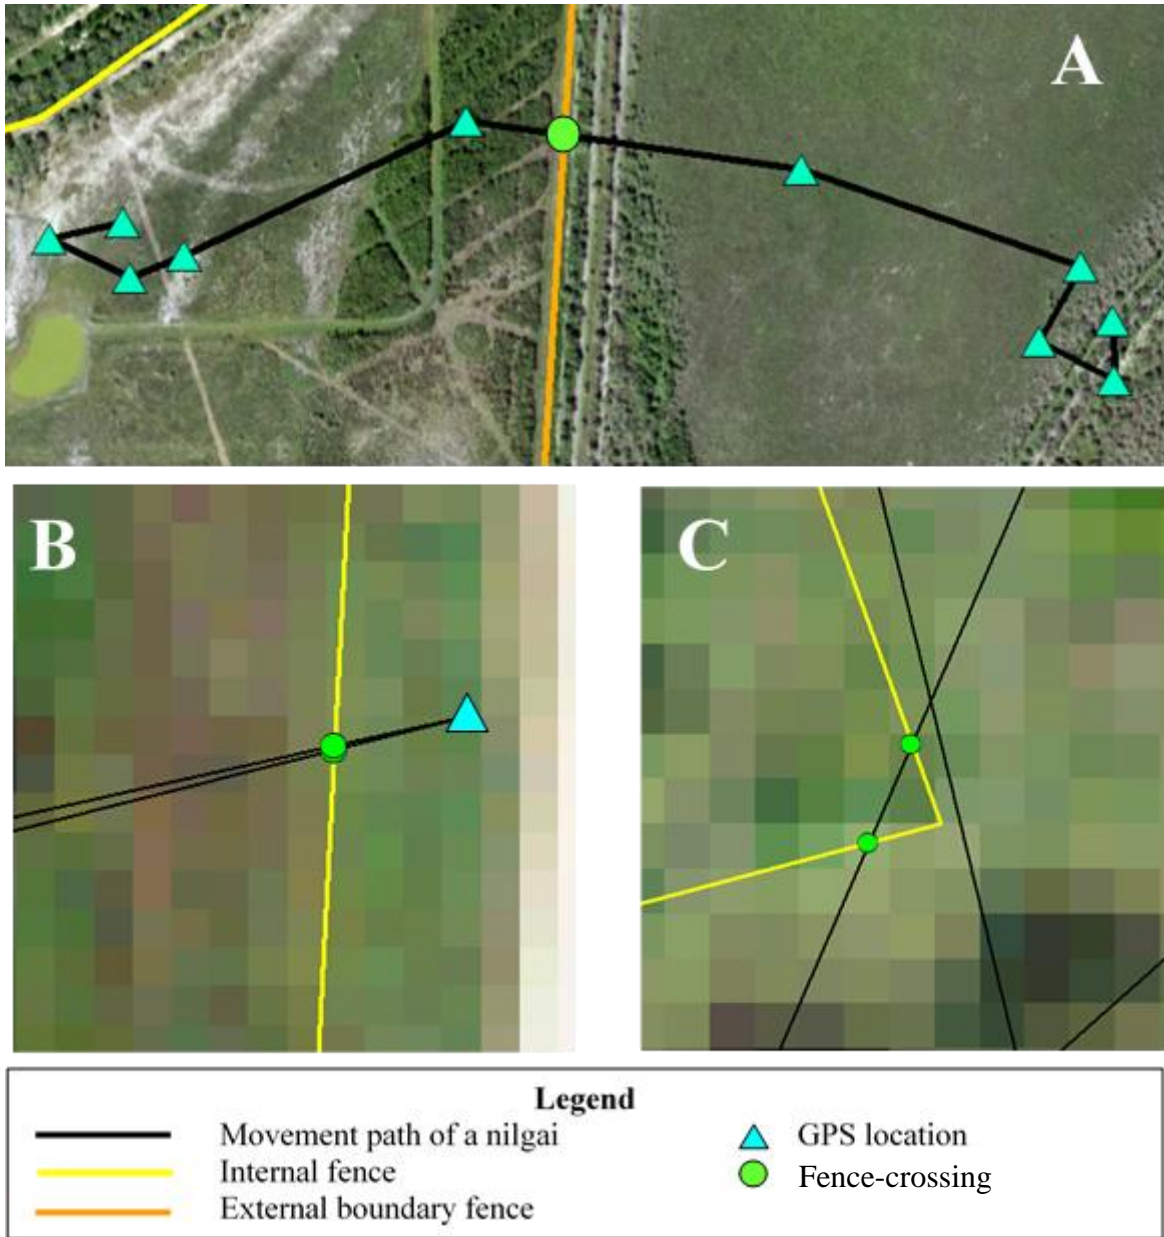 A
B
C
Legend
Movement path of a nilgai
Internal fence
External boundary fence
GPS location
Fence-crossing